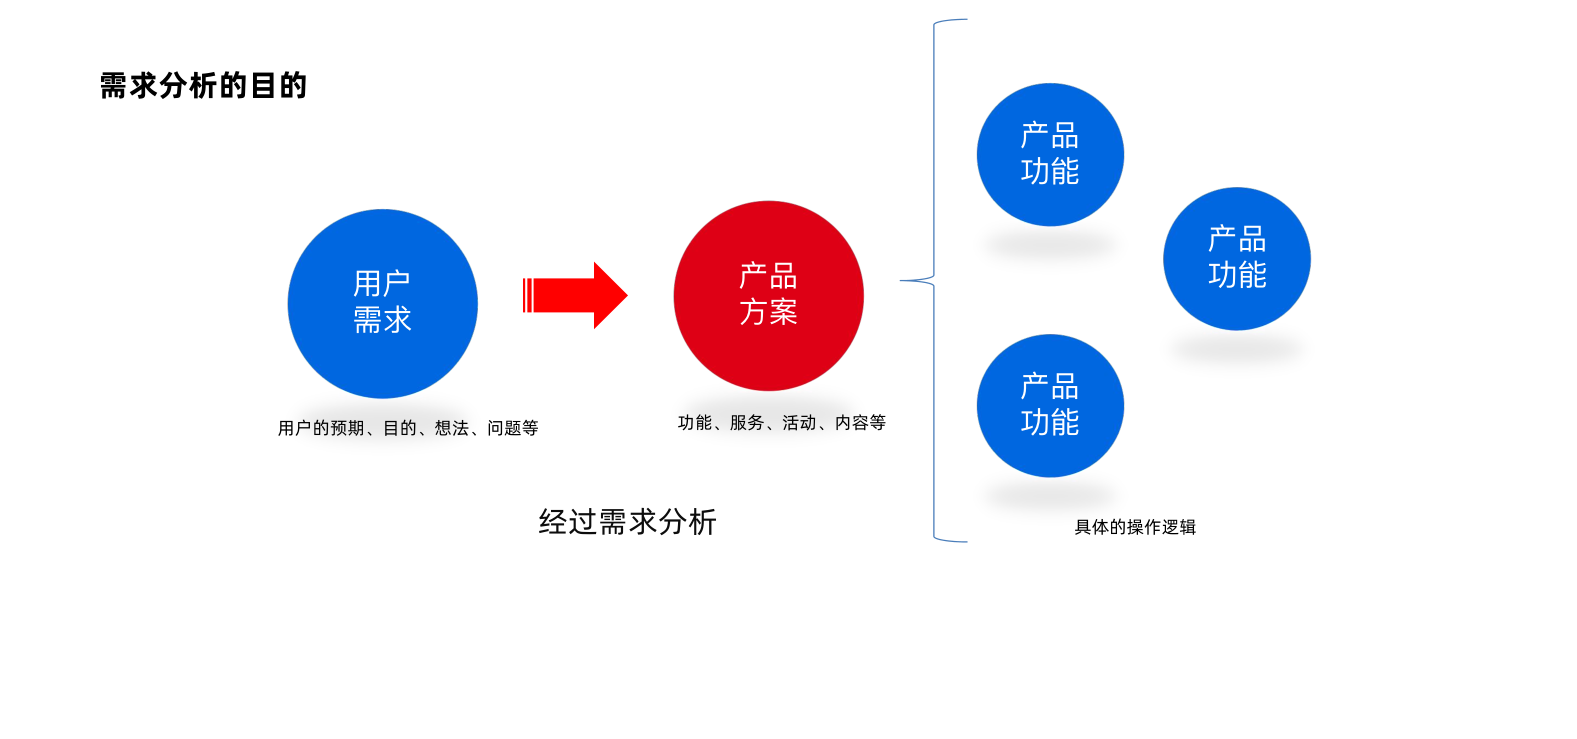 需求分析的目的
用户
需求
用户的预期、目的、想法、问题等
产品
方案
功能、服务、活动、内容等
经过需求分析
产品
功能
产品
功能
产品
功能
具体的操作逻辑